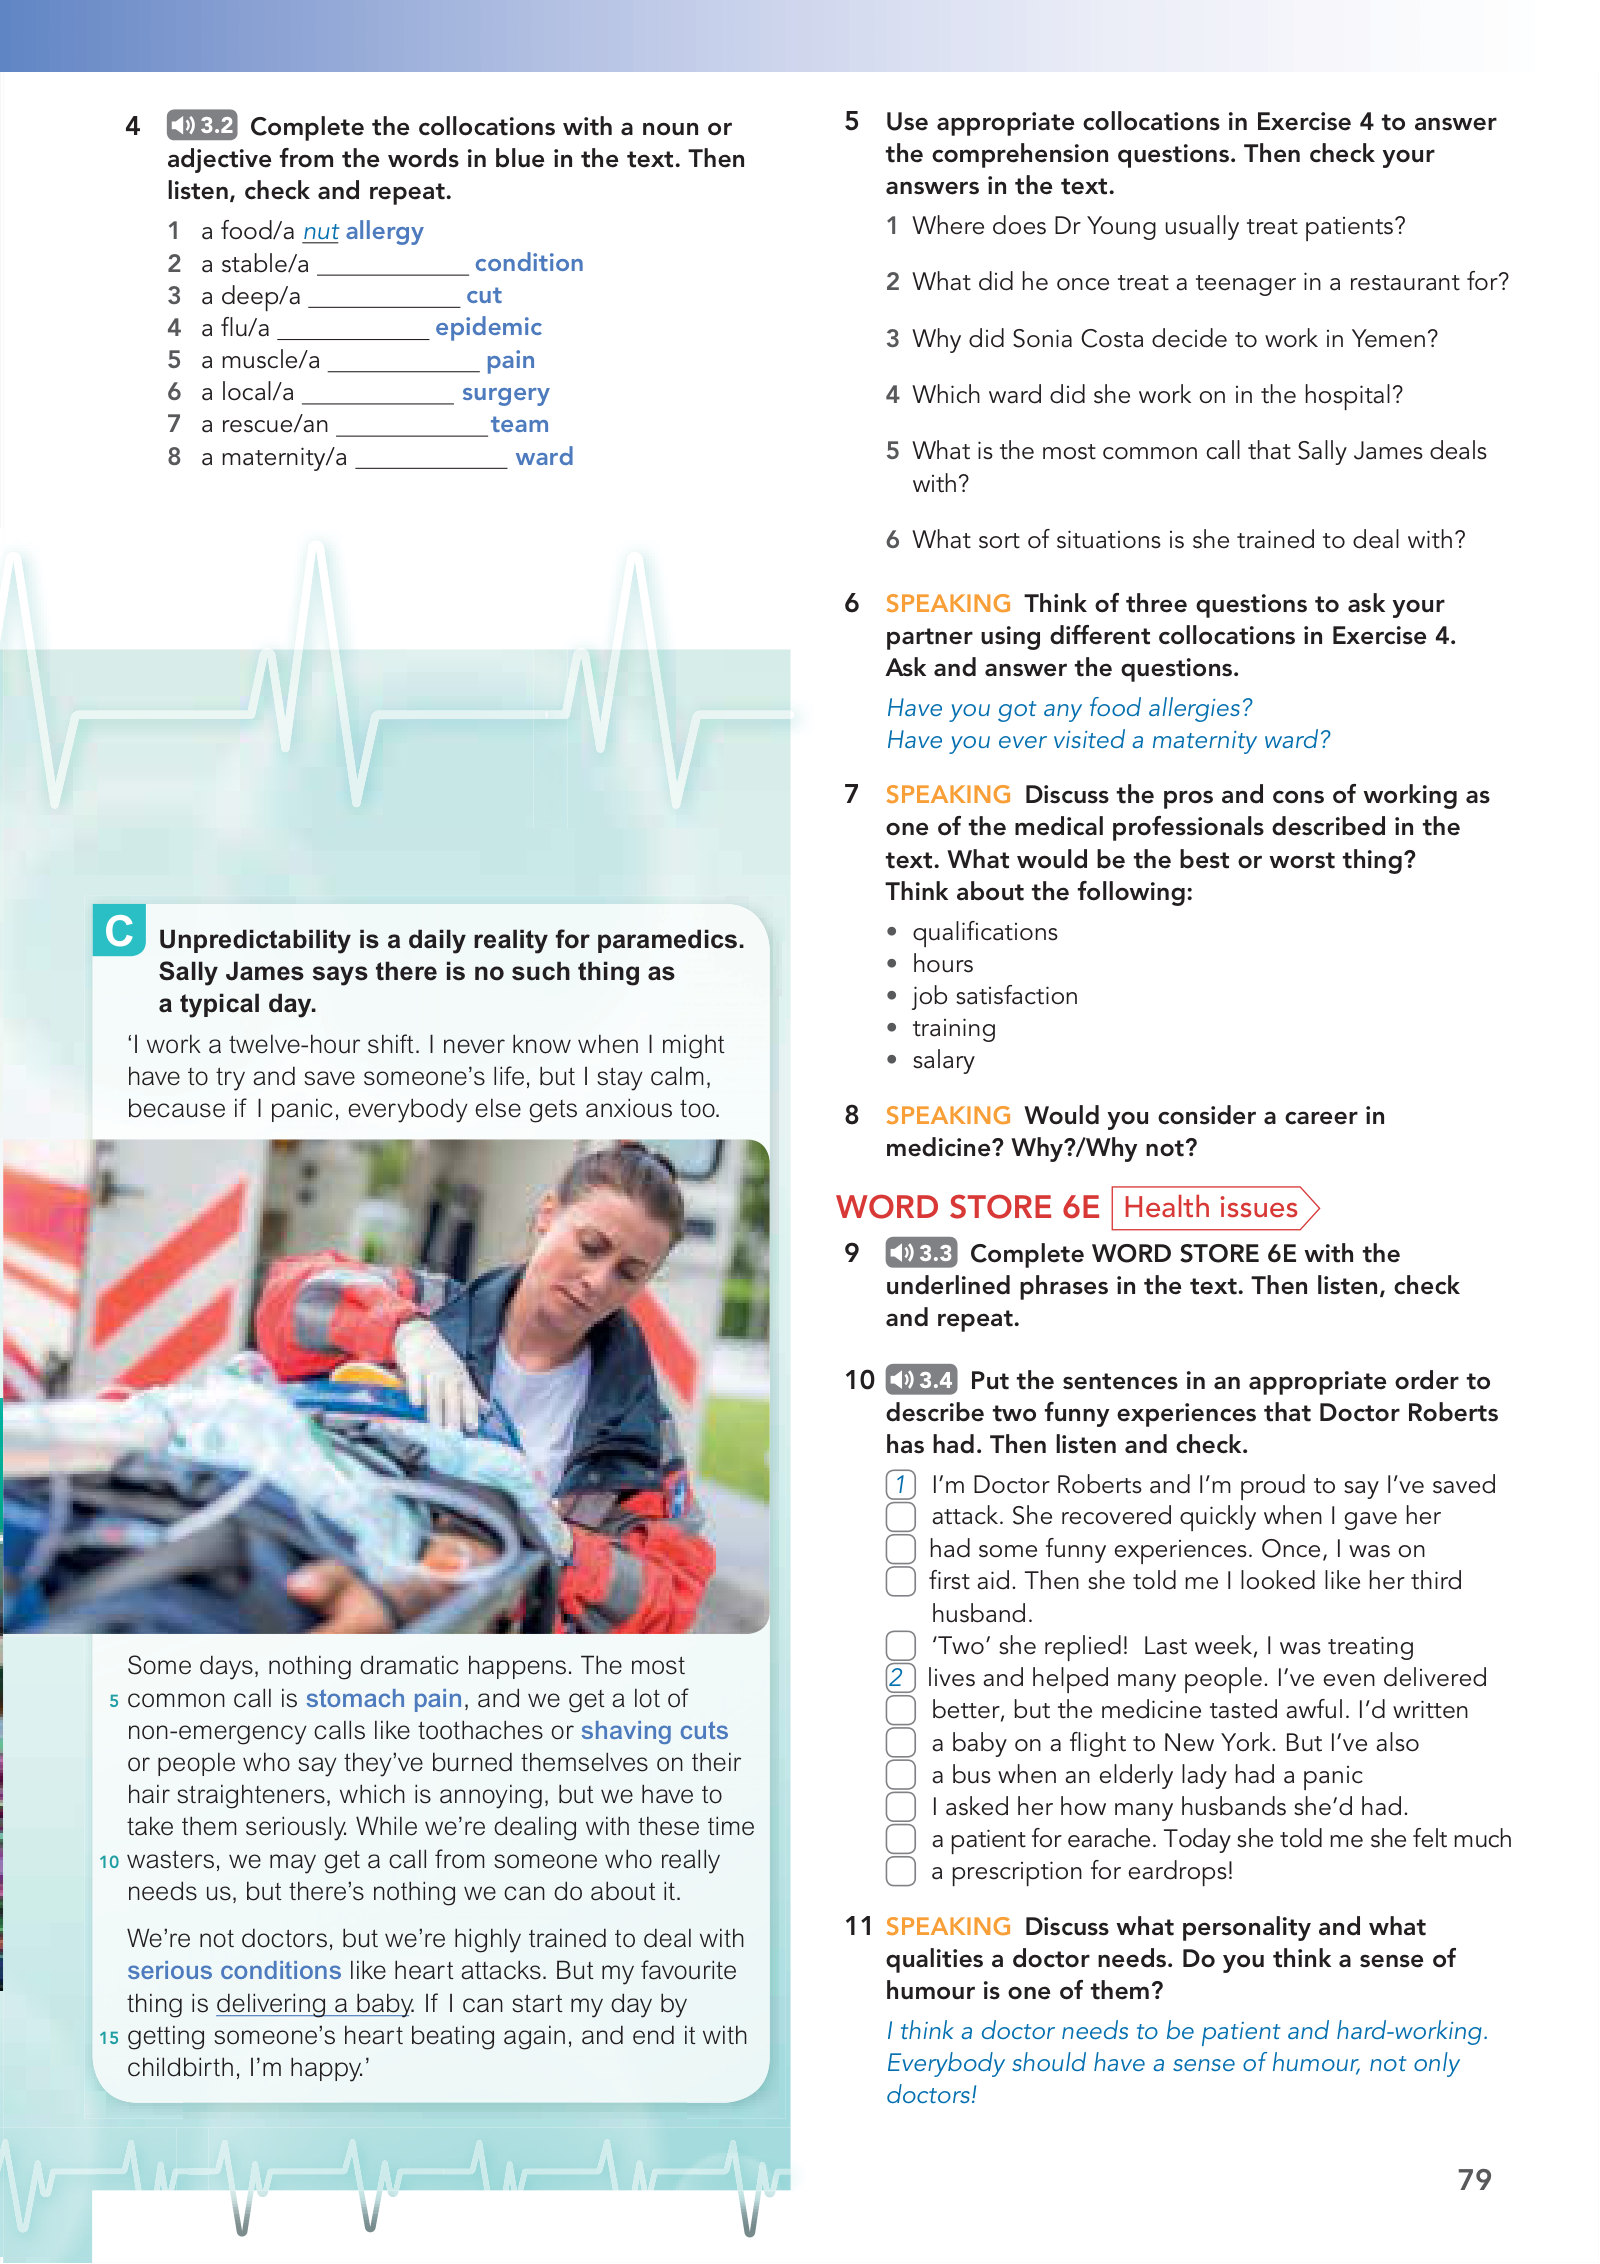 4 3.2 Complete the collocations with a noun or
adjective from the words in blue in the text. Then
listen, check and repeat.
1 a food/a nut allergy
2 a stable/a ____________ condition
3 a deep/a ____________ cut
4 a flu/a ____________ epidemic
5 a muscle/a ____________ pain
6 a local/a ____________ surgery
7 a rescue/an ____________ team
8 a maternity/a ____________ ward
C Unpredictability is a daily reality for paramedics.
Sally James says there is no such thing as
a typical day.
‘I work a twelve-hour shift. I never know when I might
have to try and save someone’s life, but I stay calm,
because if I panic, everybody else gets anxious too.
Some days, nothing dramatic happens. The most
5 common call is stomach pain, and we get a lot of
non-emergency calls like toothaches or shaving cuts
or people who say they’ve burned themselves on their
hair straighteners, which is annoying, but we have to
take them seriously. While we’re dealing with these time
10 wasters, we may get a call from someone who really
needs us, but there’s nothing we can do about it.
We’re not doctors, but we’re highly trained to deal with
serious conditions like heart attacks. But my favourite
thing is delivering a baby. If I can start my day by
15 getting someone’s heart beating again, and end it with
childbirth, I’m happy.’
5 Use appropriate collocations in Exercise 4 to answer
the comprehension questions. Then check your
answers in the text.
1 Where does Dr Young usually treat patients?
2 What did he once treat a teenager in a restaurant for?
3 Why did Sonia Costa decide to work in Yemen?
4 Which ward did she work on in the hospital?
5 What is the most common call that Sally James deals
with?
6 What sort of situations is she trained to deal with?
6 SPEAKING Think of three questions to ask your
partner using different collocations in Exercise 4.
Ask and answer the questions.
Have you got any food allergies?
Have you ever visited a maternity ward?
7 SPEAKING Discuss the pros and cons of working as
one of the medical professionals described in the
text. What would be the best or worst thing?
Think about the following:
• qualifications
• hours
• job satisfaction
• training
• salary
8 SPEAKING Would you consider a career in
medicine? Why?/Why not?
WORD STORE 6E Health issues
9 3.3 Complete WORD STORE 6E with the
underlined phrases in the text. Then listen, check
and repeat.
10 3.4 Put the sentences in an appropriate order to
describe two funny experiences that Doctor Roberts
has had. Then listen and check.
1 I’m Doctor Roberts and I’m proud to say I’ve saved
attack. She recovered quickly when I gave her
had some funny experiences. Once, I was on
first aid. Then she told me I looked like her third
husband.
‘Two’ she replied! Last week, I was treating
2 lives and helped many people. I’ve even delivered
better, but the medicine tasted awful. I’d written
a baby on a flight to New York. But I’ve also
a bus when an elderly lady had a panic
I asked her how many husbands she’d had.
a patient for earache. Today she told me she felt much
a prescription for eardrops!
11 SPEAKING Discuss what personality and what
qualities a doctor needs. Do you think a sense of
humour is one of them?
I think a doctor needs to be patient and hard-working.
Everybody should have a sense of humour, not only
doctors!
79